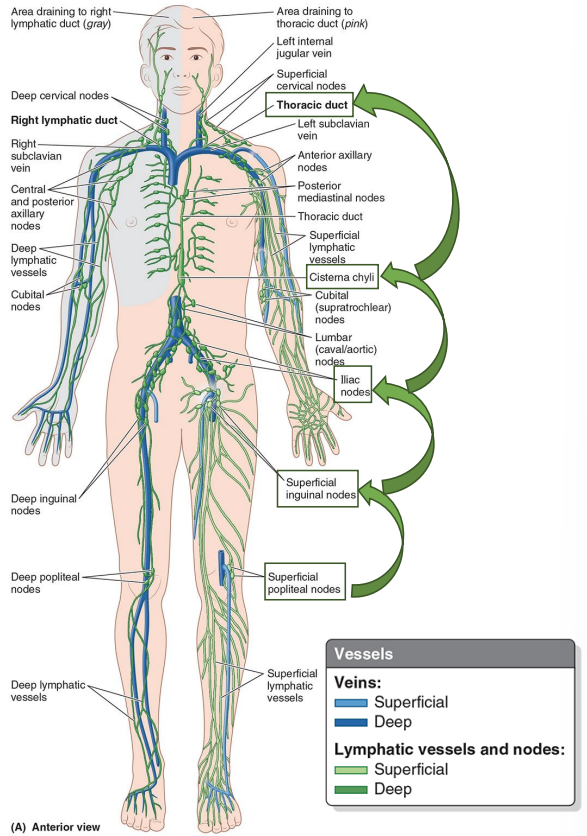 Area draining to right
lymphatic duct (gray)
Area draining to
thoracic duct (pink)
Left internal
jugular vein
Superficial
cervical nodes
Deep cervical nodes
Thoracic duct
Right lymphatic duct
Left subclavian
vein
Right
subclavian
vein
Anterior axillary
nodes
Central
and posterior
axillary
nodes
Posterior
mediastinal nodes
Thoracic duct
Superficial
lymphatic
vessels
Deep
lymphatic
vessels
Cisterna chyli
Cubital
nodes
Cubital
(supratrochlear)
nodes
Lumbar
(caval/aortic)
nodes
Iliac
nodes
Deep inguinal
nodes
Superficial
inguinal nodes
Deep popliteal
nodes
Superficial
popliteal nodes
Deep lymphatic
vessels
Superficial
lymphatic
vessels
Vessels
Veins:
Superficial
Deep
Lymphatic vessels and nodes:
Superficial
Deep
(A) Anterior view